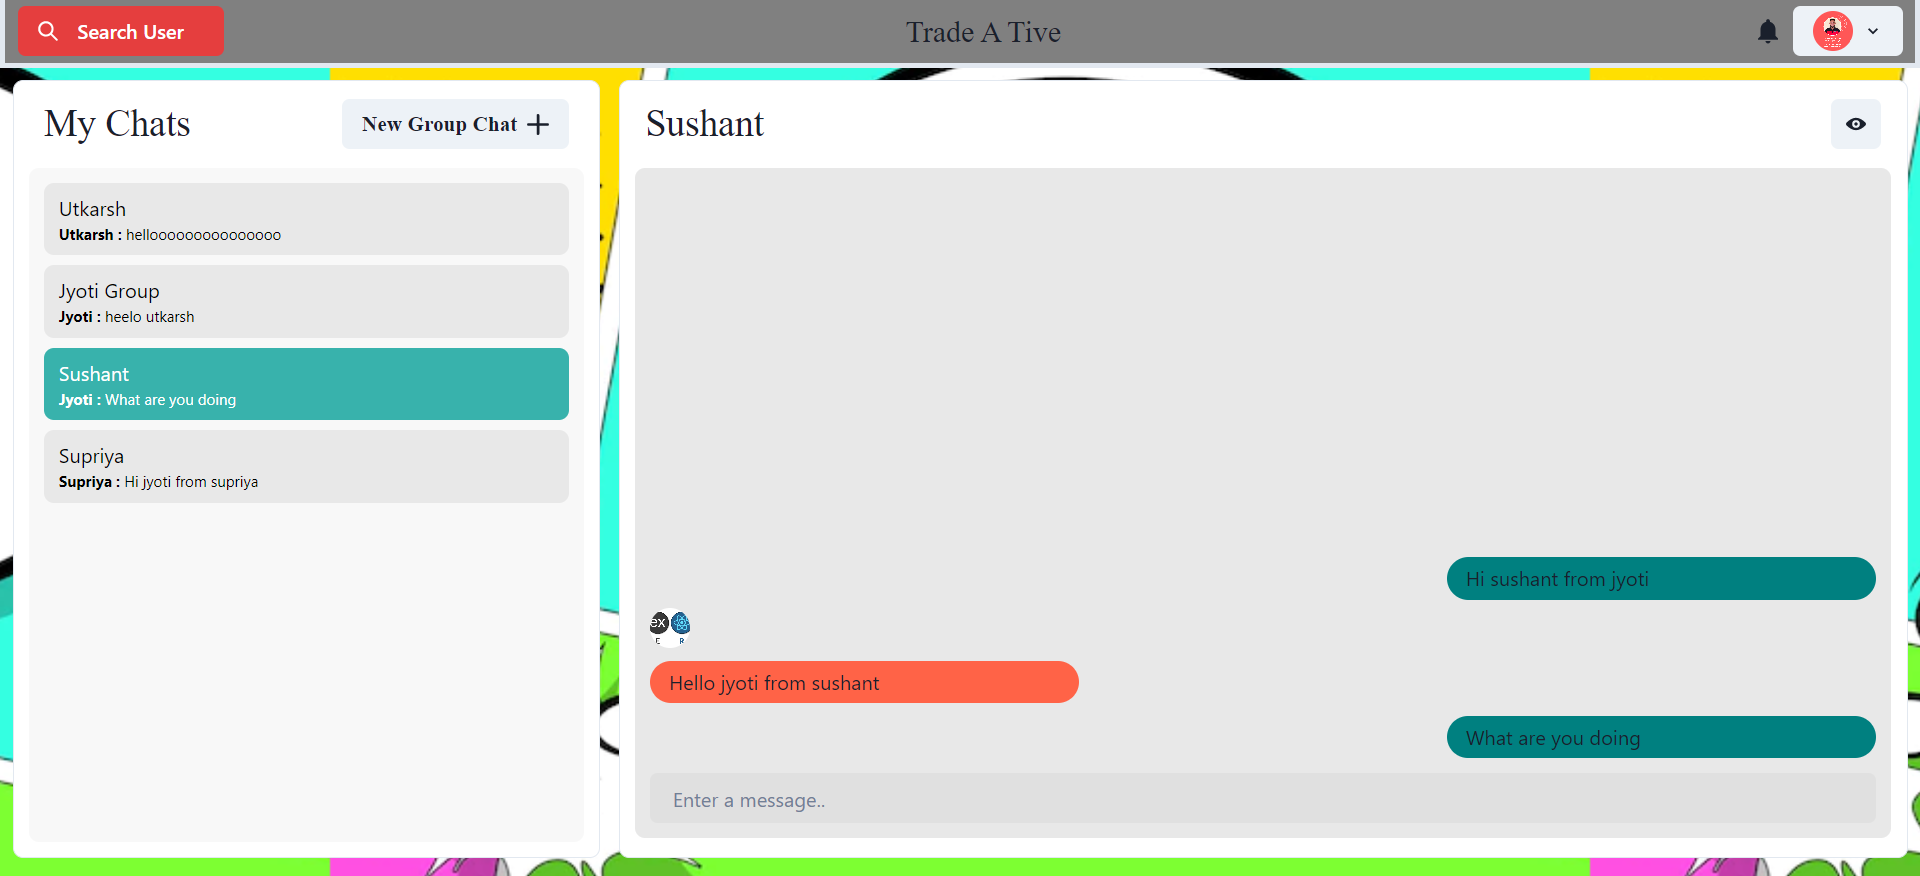 Search User
Trade A Tive
My Chats
New Group Chat
Utkarsh
Utkarsh : hellooooooooooooooo
Jyoti Group
Jyoti : heelo utkarsh
Sushant
Jyoti : What are you doing
Supriya
Supriya : Hi jyoti from supriya
Sushant
Hi sushant from jyoti
ex
E R
Hello jyoti from sushant
What are you doing
Enter a message..